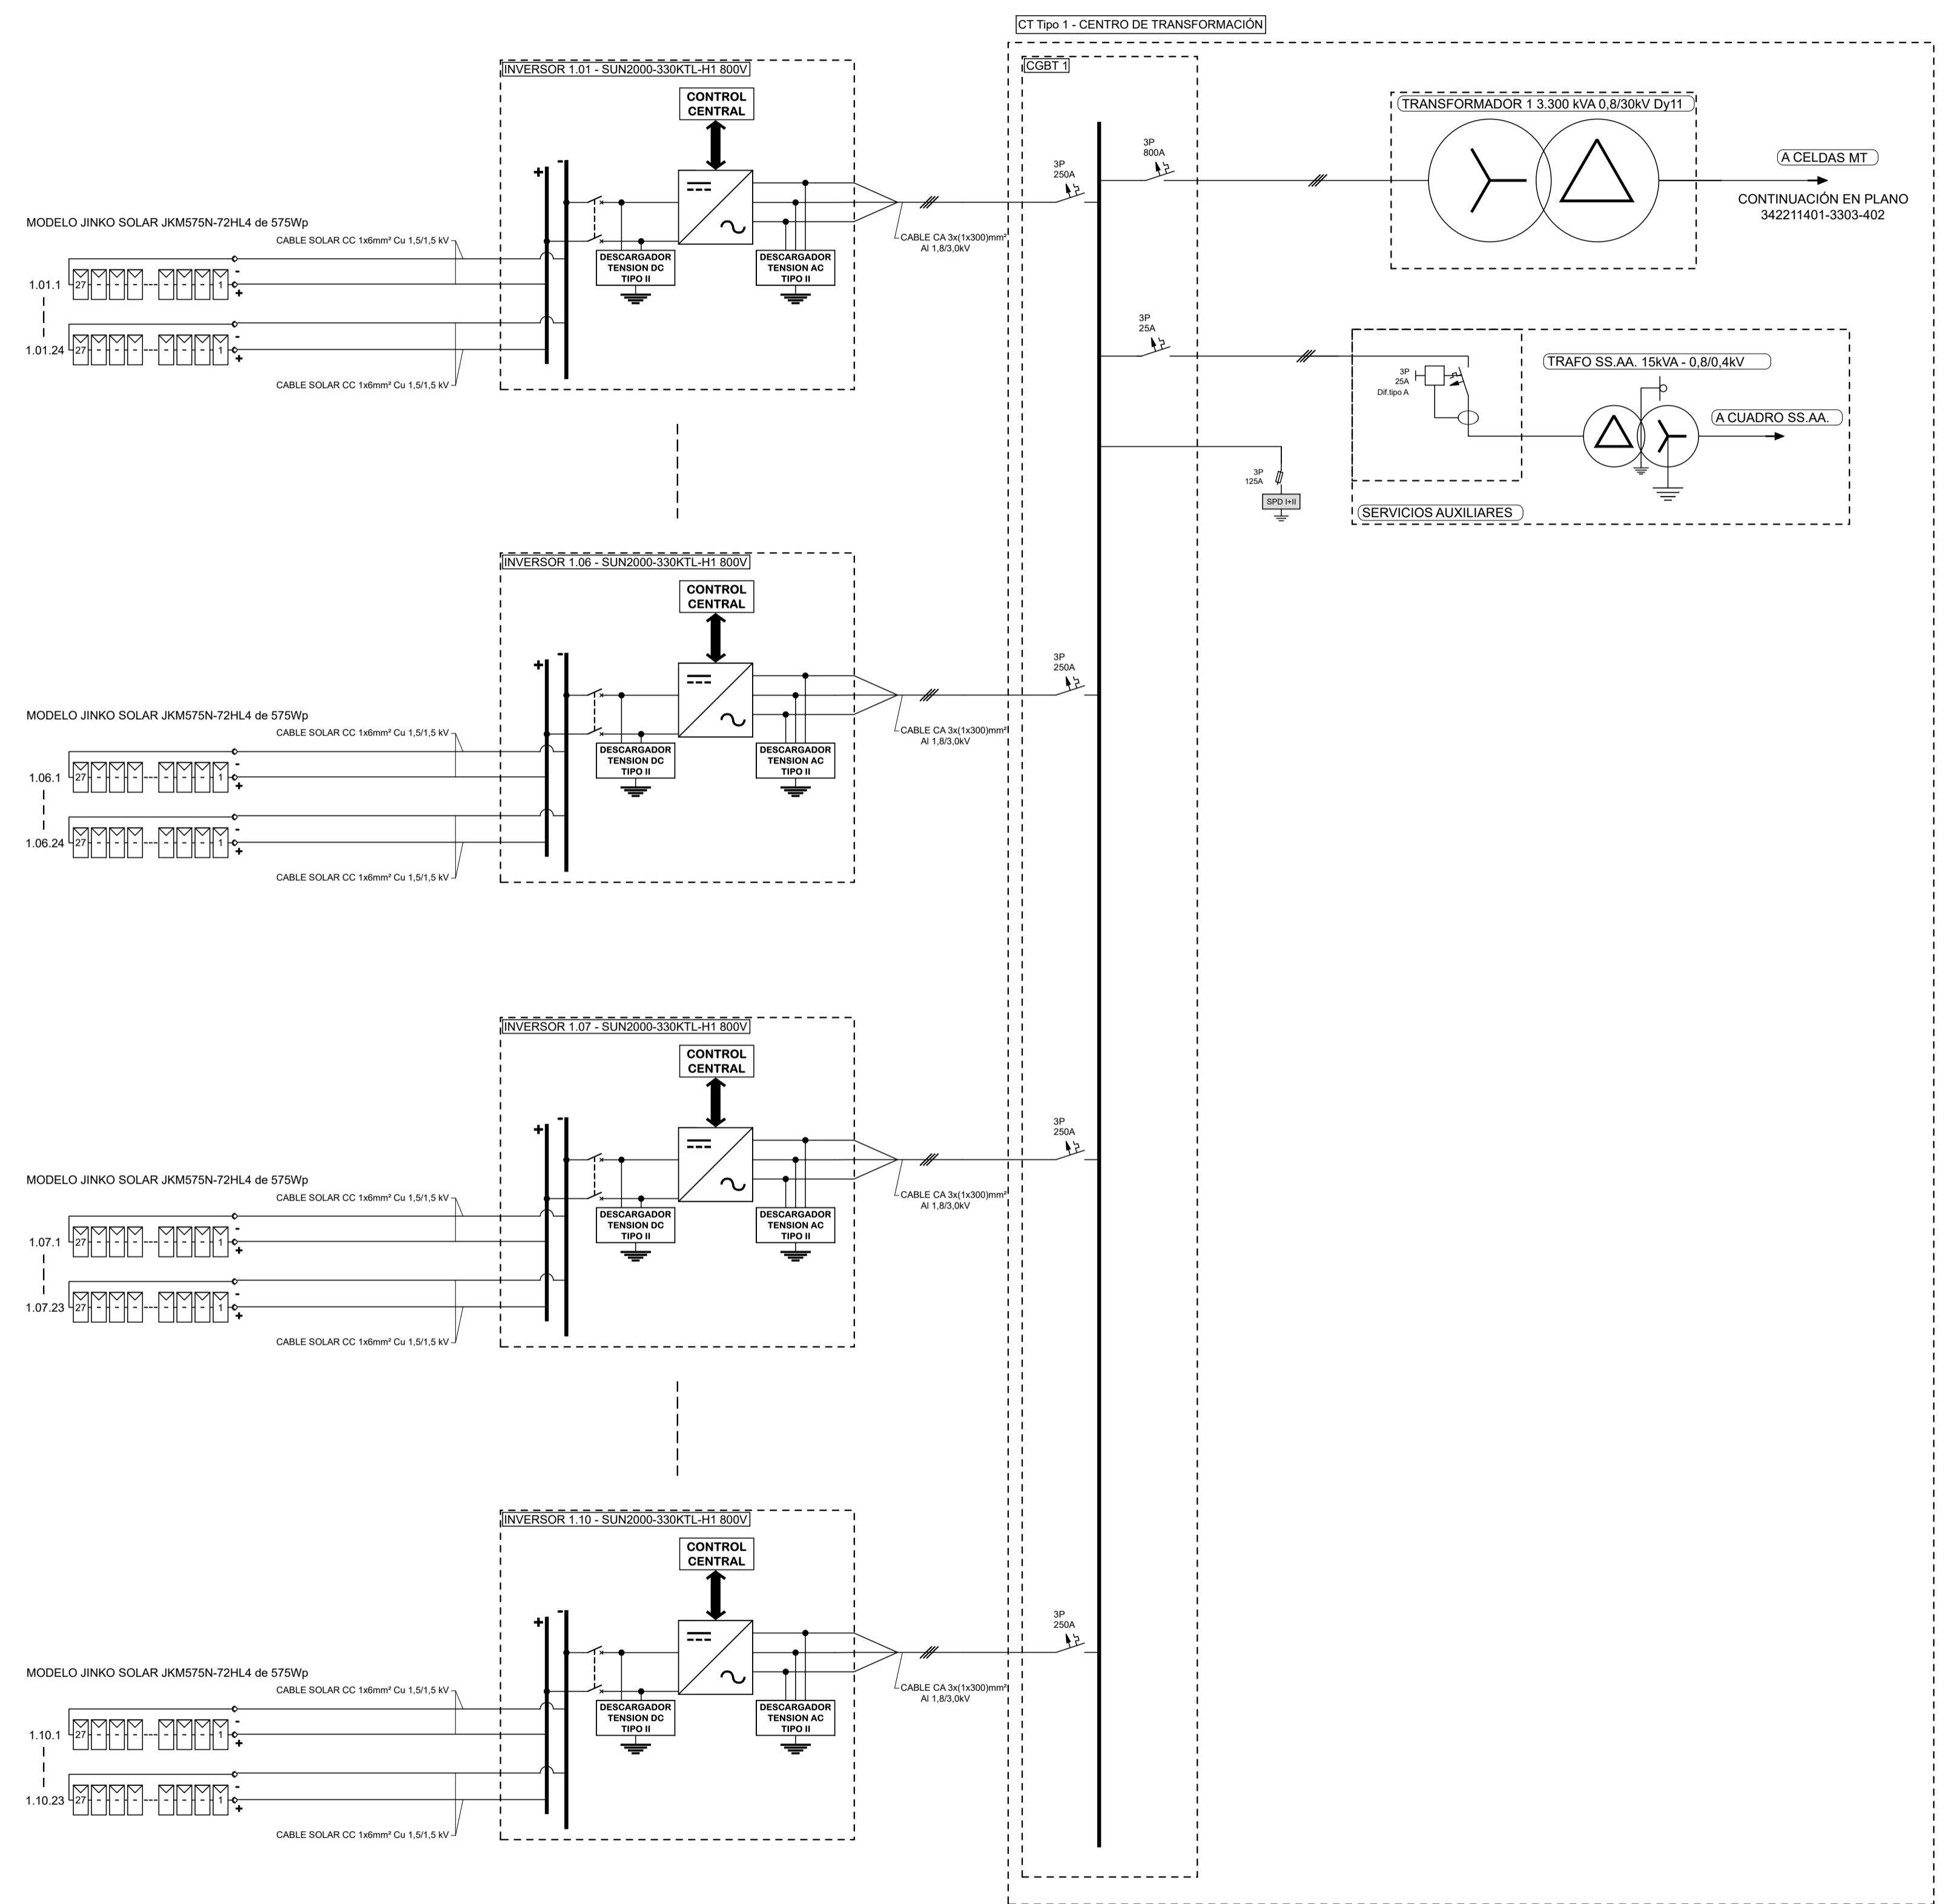 CT Tipo 1 - CENTRO DE TRANSFORMACIÓN
CGBT 1
INVERSOR 1.01 - SUN2000-330KTL-H1 800V
CONTROL
CENTRAL
+
-
MODELO JINKO SOLAR JKM575N-72HL4 de 575Wp
CABLE SOLAR CC 1x6mm² Cu 1,5/1,5 kV
1.01.1
27 - - - --- - - - 1
-
+
1.01.24
27 - - - --- - - - 1
-
+
CABLE SOLAR CC 1x6mm² Cu 1,5/1,5 kV
DESCARGADOR
TENSION DC
TIPO II
DESCARGADOR
TENSION AC
TIPO II
CABLE CA 3x(1x300)mm²
Al 1,8/3,0kV
3P
250A
3P
800A
TRANSFORMADOR 1 3.300 kVA 0,8/30kV Dy11
A CELDAS MT
CONTINUACIÓN EN PLANO
342211401-3303-402
3P
25A
3P
25A
Dif.tipo A
TRAFO SS.AA. 15kVA - 0,8/0,4kV
A CUADRO SS.AA.
3P
125A
SPD I+II
SERVICIOS AUXILIARES
INVERSOR 1.06 - SUN2000-330KTL-H1 800V
CONTROL
CENTRAL
+
-
MODELO JINKO SOLAR JKM575N-72HL4 de 575Wp
CABLE SOLAR CC 1x6mm² Cu 1,5/1,5 kV
1.06.1
27 - - - --- - - - 1
-
+
1.06.24
27 - - - --- - - - 1
-
+
CABLE SOLAR CC 1x6mm² Cu 1,5/1,5 kV
DESCARGADOR
TENSION DC
TIPO II
DESCARGADOR
TENSION AC
TIPO II
CABLE CA 3x(1x300)mm²
Al 1,8/3,0kV
3P
250A
INVERSOR 1.07 - SUN2000-330KTL-H1 800V
CONTROL
CENTRAL
+
-
MODELO JINKO SOLAR JKM575N-72HL4 de 575Wp
CABLE SOLAR CC 1x6mm² Cu 1,5/1,5 kV
1.07.1
27 - - - --- - - - 1
-
+
1.07.23
27 - - - --- - - - 1
-
+
CABLE SOLAR CC 1x6mm² Cu 1,5/1,5 kV
DESCARGADOR
TENSION DC
TIPO II
DESCARGADOR
TENSION AC
TIPO II
CABLE CA 3x(1x300)mm²
Al 1,8/3,0kV
3P
250A
INVERSOR 1.10 - SUN2000-330KTL-H1 800V
CONTROL
CENTRAL
+
-
MODELO JINKO SOLAR JKM575N-72HL4 de 575Wp
CABLE SOLAR CC 1x6mm² Cu 1,5/1,5 kV
1.10.1
27 - - - --- - - - 1
-
+
1.10.23
27 - - - --- - - - 1
-
+
CABLE SOLAR CC 1x6mm² Cu 1,5/1,5 kV
DESCARGADOR
TENSION DC
TIPO II
DESCARGADOR
TENSION AC
TIPO II
CABLE CA 3x(1x300)mm²
Al 1,8/3,0kV
3P
250A